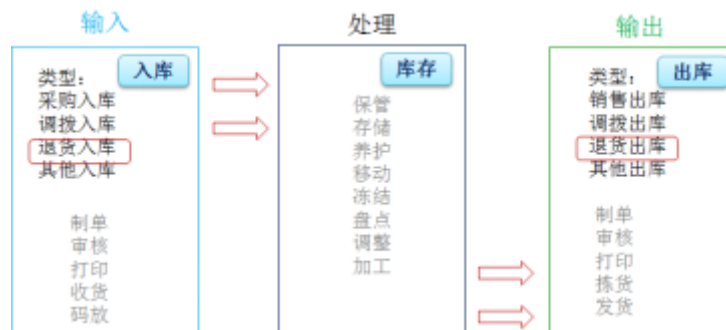 输入
入库
类型：
采购入库
调拨入库
退货入库
其他入库
制单
审核
打印
收货
码放
处理
库存
保管
存储
养护
移动
冻结
盘点
调整
加工
输出
出库
类型：
销售出库
调拨出库
退货出库
其他出库
制单
审核
打印
拣货
发货